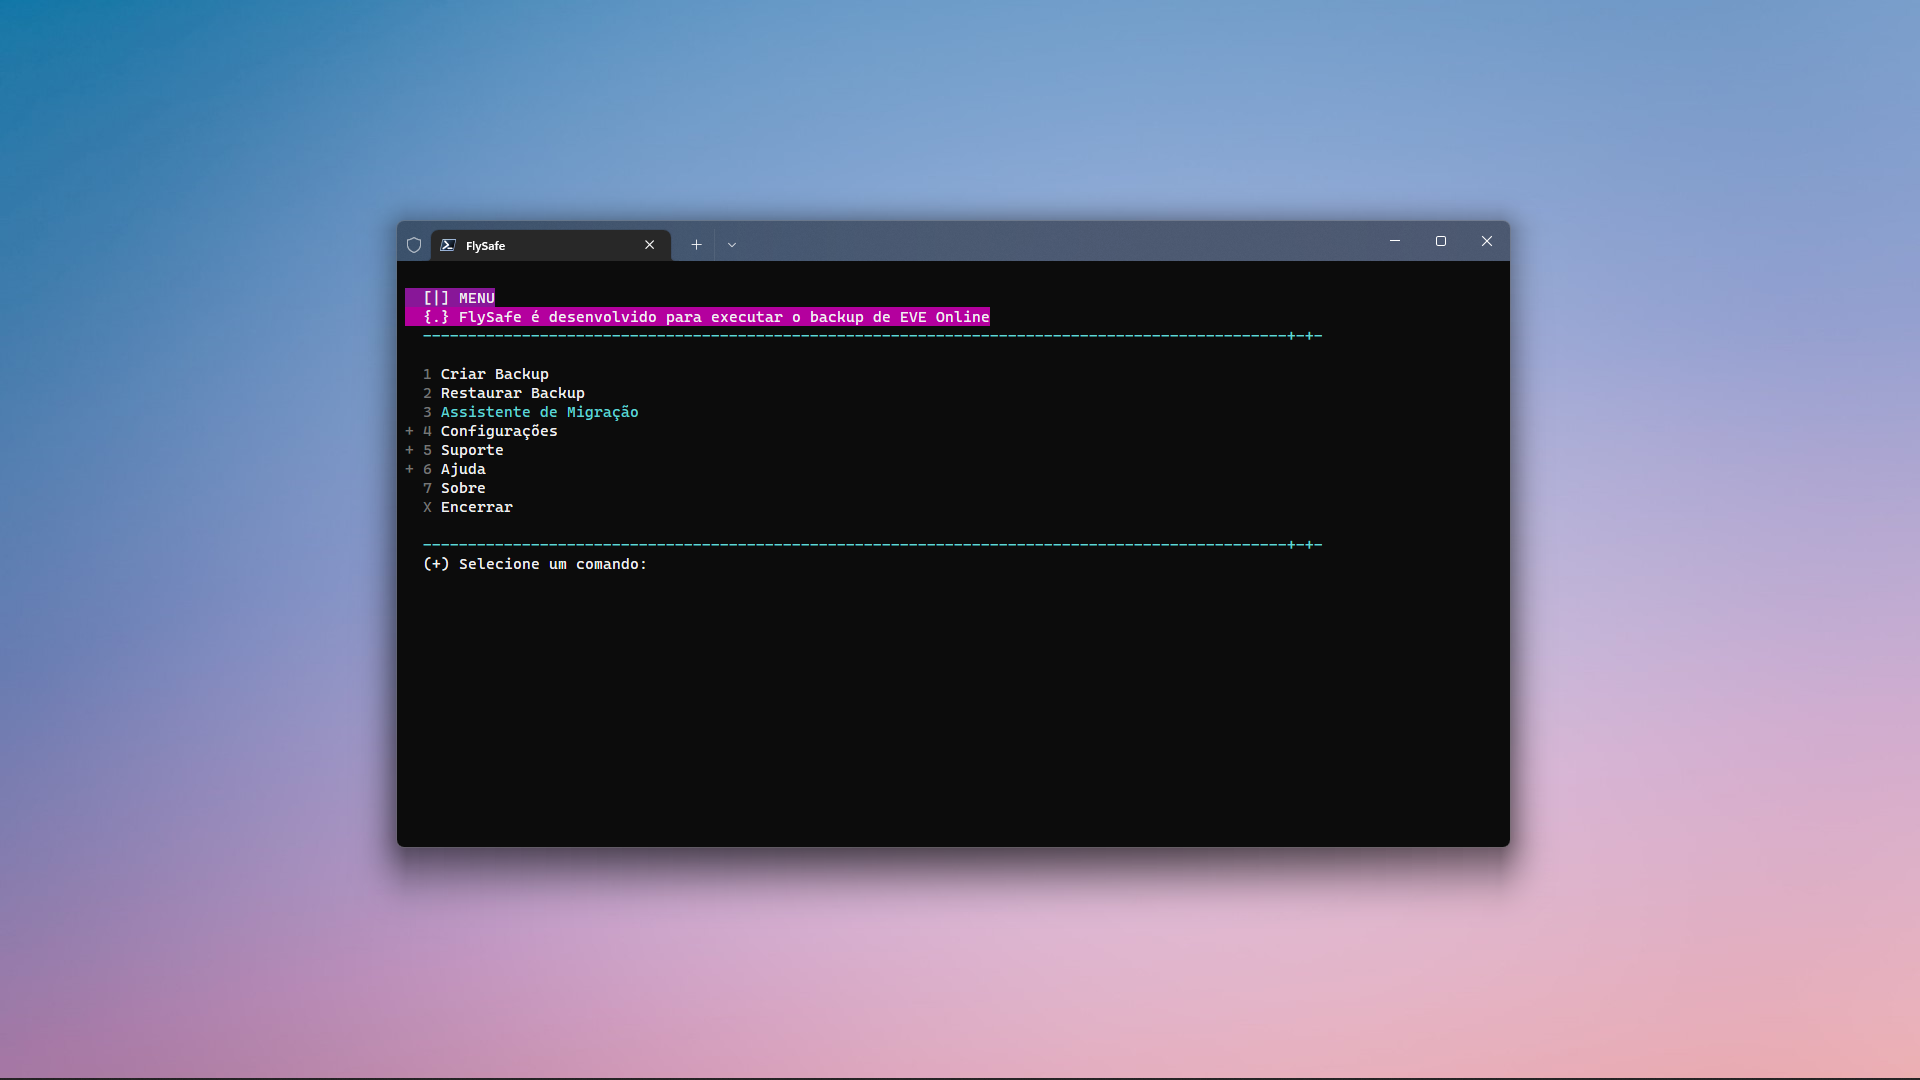 FlySafe
[|] MENU
{.} FlySafe é desenvolvido para executar o backup de EVE Online
------------------------------------------------------------------------------------------------+-+-
1 Criar Backup
2 Restaurar Backup
3 Assistente de Migração
+ 4 Configurações
+ 5 Suporte
+ 6 Ajuda
7 Sobre
X Encerrar
------------------------------------------------------------------------------------------------+-+-
(+) Selecione um comando: